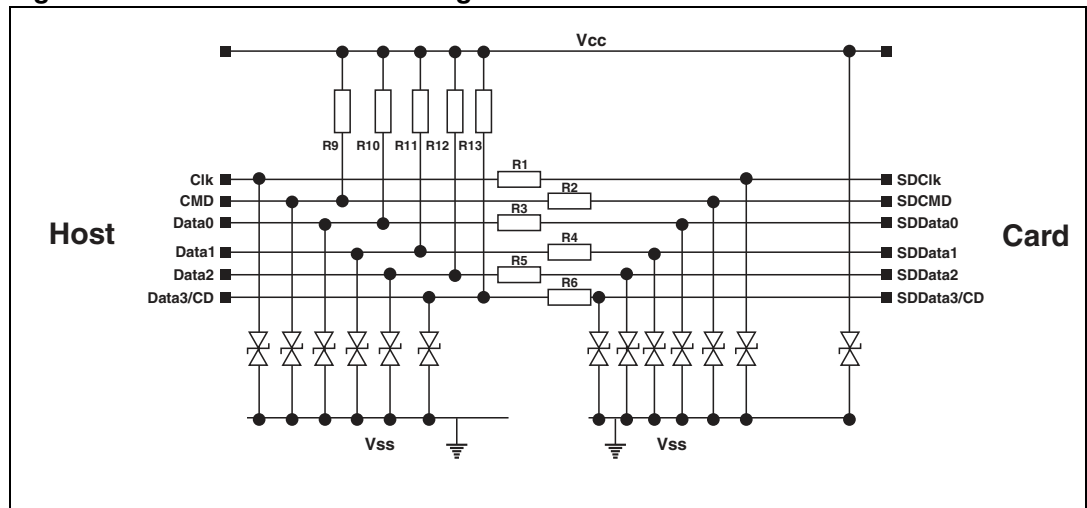 Vcc
R9 R10 R11 R12 R13
R1
Clk SDClk
R2
CMD SDCMD
R3
Data0 SDData0
Host Card
R4
Data1 SDData1
R5
Data2 SDData2
R6
Data3/CD SDData3/CD
Vss Vss